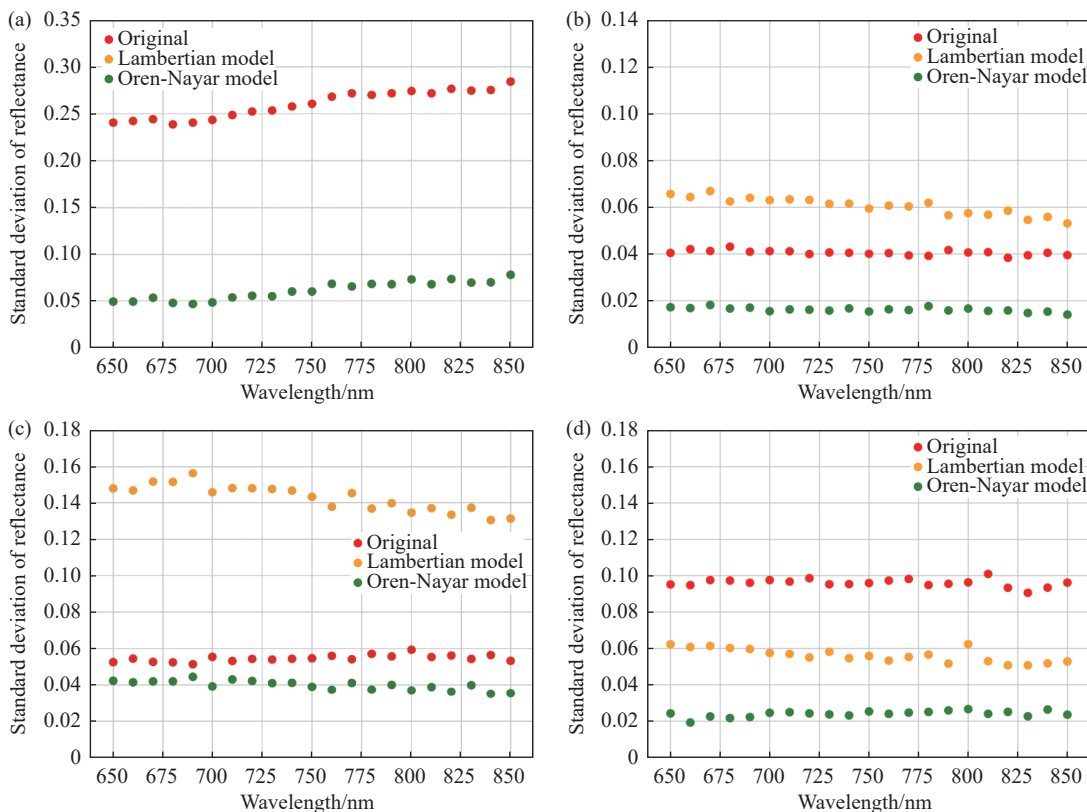 (a)
0.35
0.30
0.25
0.20
0.15
0.10
0.05
0
Standard deviation of reflectance
Original
Lambertian model
Oren-Nayar model
650 675 700 725 750 775 800 825 850
Wavelength/nm
(b)
0.14
0.12
0.10
0.08
0.06
0.04
0.02
0
Standard deviation of reflectance
Original
Lambertian model
Oren-Nayar model
650 675 700 725 750 775 800 825 850
Wavelength/nm
(c)
0.18
0.16
0.14
0.12
0.10
0.08
0.06
0.04
0.02
0
Standard deviation of reflectance
Original
Lambertian model
Oren-Nayar model
650 675 700 725 750 775 800 825 850
Wavelength/nm
(d)
0.18
0.16
0.14
0.12
0.10
0.08
0.06
0.04
0.02
0
Standard deviation of reflectance
Original
Lambertian model
Oren-Nayar model
650 675 700 725 750 775 800 825 850
Wavelength/nm